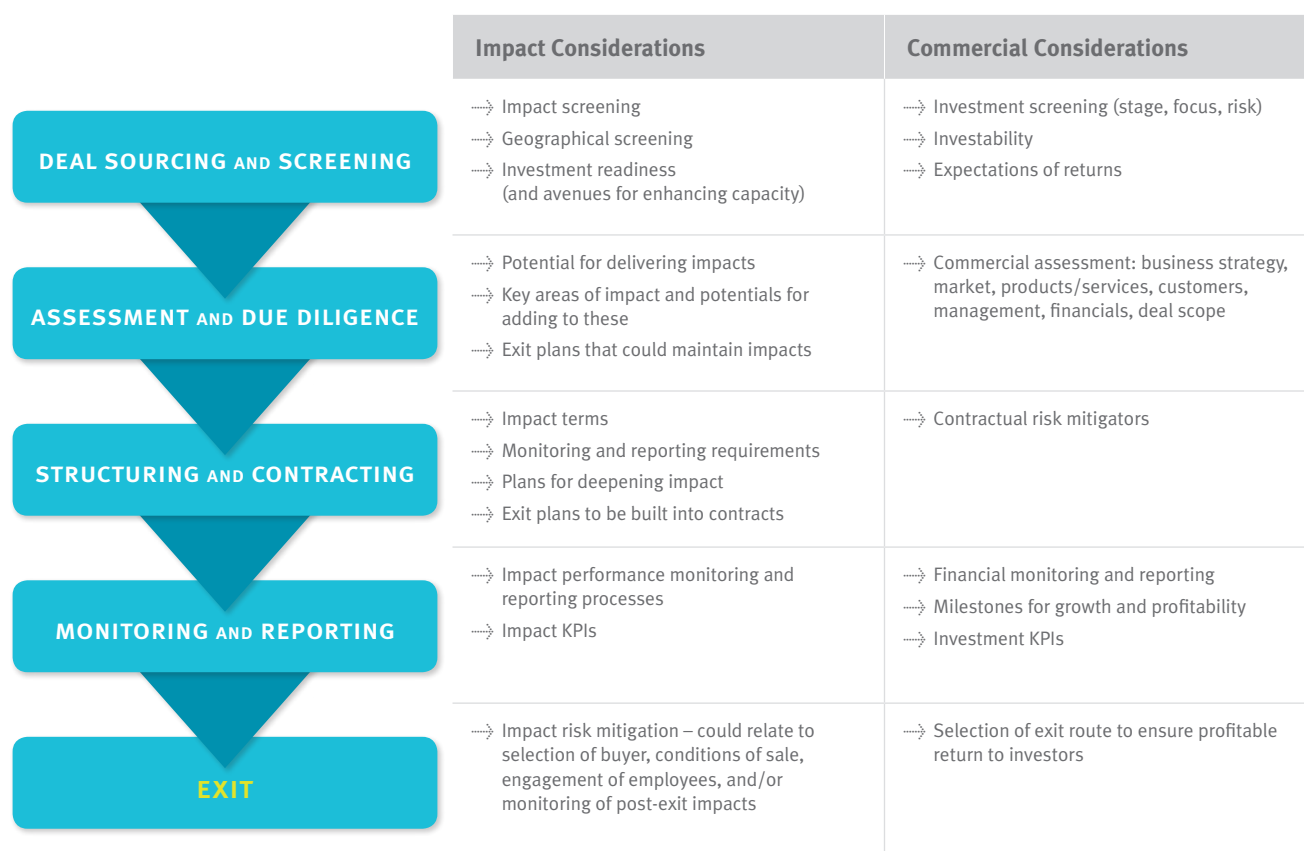 Impact Considerations
Commercial Considerations
DEAL SOURCING AND SCREENING
Impact screening
Geographical screening
Investment readiness
(and avenues for enhancing capacity)
Investment screening (stage, focus, risk)
Investability
Expectations of returns
ASSESSMENT AND DUE DILIGENCE
Potential for delivering impacts
Key areas of impact and potentials for
adding to these
Exit plans that could maintain impacts
Commercial assessment: business strategy,
market, products/services, customers,
management, financials, deal scope
STRUCTURING AND CONTRACTING
Impact terms
Monitoring and reporting requirements
Plans for deepening impact
Exit plans to be built into contracts
Contractual risk mitigators
MONITORING AND REPORTING
Impact performance monitoring and
reporting processes
Impact KPIs
Financial monitoring and reporting
Milestones for growth and profitability
Investment KPIs
EXIT
Impact risk mitigation – could relate to
selection of buyer, conditions of sale,
engagement of employees, and/or
monitoring of post-exit impacts
Selection of exit route to ensure profitable
return to investors